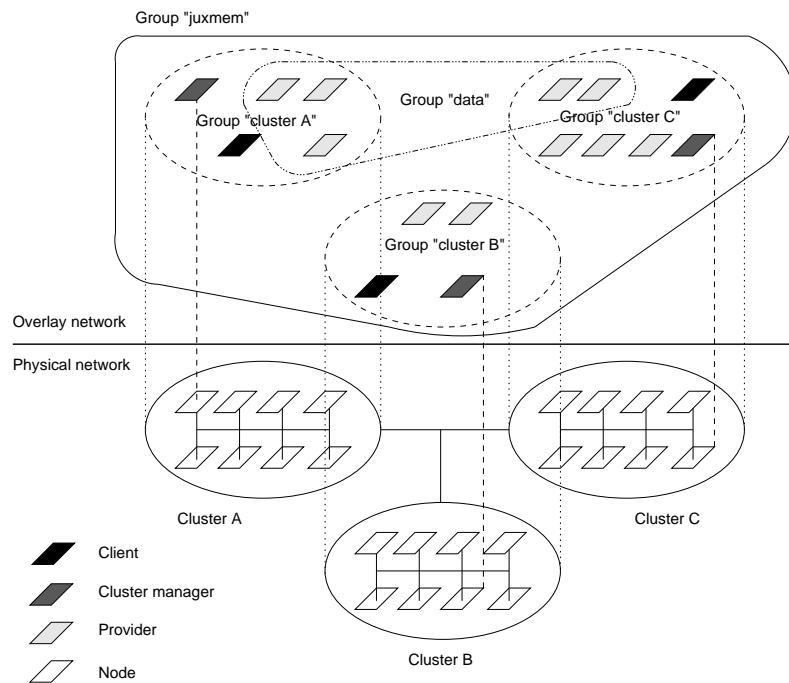 Group "juxmem"
Group "data"
Group "cluster A"
Group "cluster C"
Group "cluster B"
Overlay network
Physical network
Cluster A
Cluster C
Cluster B
Client
Cluster manager
Provider
Node